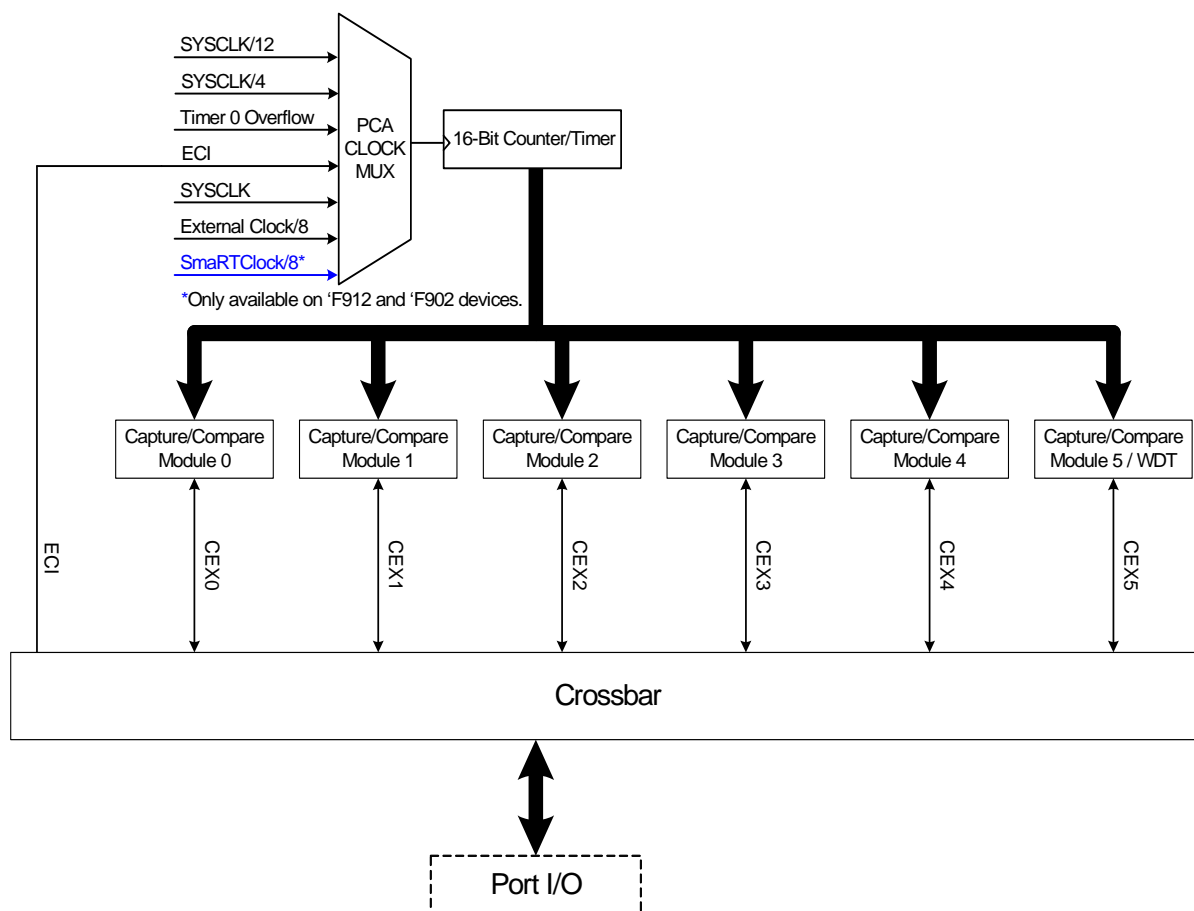 SYSCLK/12
SYSCLK/4
Timer 0 Overflow
ECI
SYSCLK
External Clock/8
SmaRTClock/8*
*Only available on ‘F912 and ‘F902 devices.
PCA
CLOCK
MUX
16-Bit Counter/Timer
Capture/Compare
Module 0
Capture/Compare
Module 1
Capture/Compare
Module 2
Capture/Compare
Module 3
Capture/Compare
Module 4
Capture/Compare
Module 5 / WDT
ECI
CEX0
CEX1
CEX2
CEX3
CEX4
CEX5
Crossbar
Port I/O